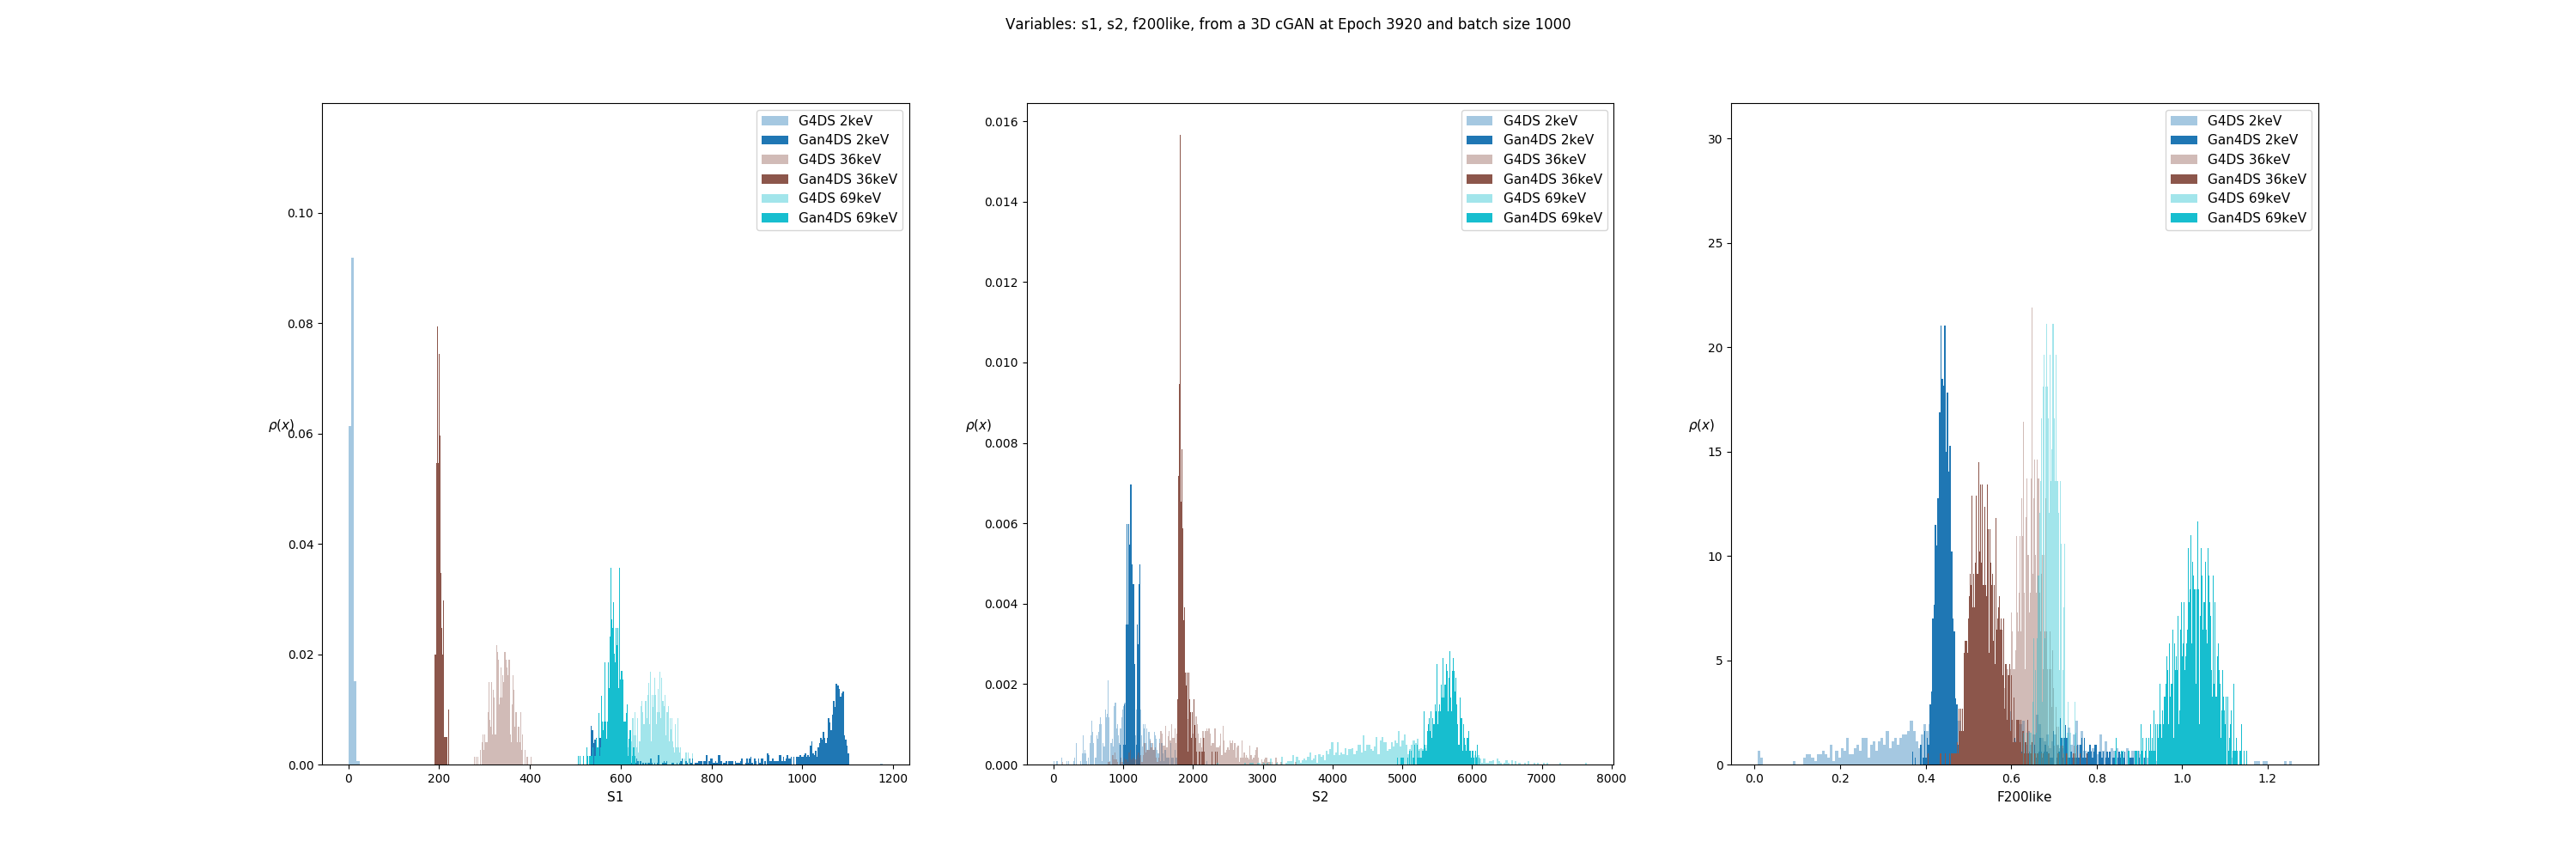 Variables: s1, s2, f200like, from a 3D cGAN at Epoch 3920 and batch size 1000
G4DS 2keV
Gan4DS 2keV
G4DS 36keV
Gan4DS 36keV
G4DS 69keV
Gan4DS 69keV
0.10
0.08
0.06
0.04
0.02
0.00
ρ(x)
0
200
400
600
800
1000
1200
S1
G4DS 2keV
Gan4DS 2keV
G4DS 36keV
Gan4DS 36keV
G4DS 69keV
Gan4DS 69keV
0.016
0.014
0.012
0.010
0.008
0.006
0.004
0.002
0.000
ρ(x)
0
1000
2000
3000
4000
5000
6000
7000
8000
S2
G4DS 2keV
Gan4DS 2keV
G4DS 36keV
Gan4DS 36keV
G4DS 69keV
Gan4DS 69keV
30
25
20
15
10
5
0
ρ(x)
0.0
0.2
0.4
0.6
0.8
1.0
1.2
F200like